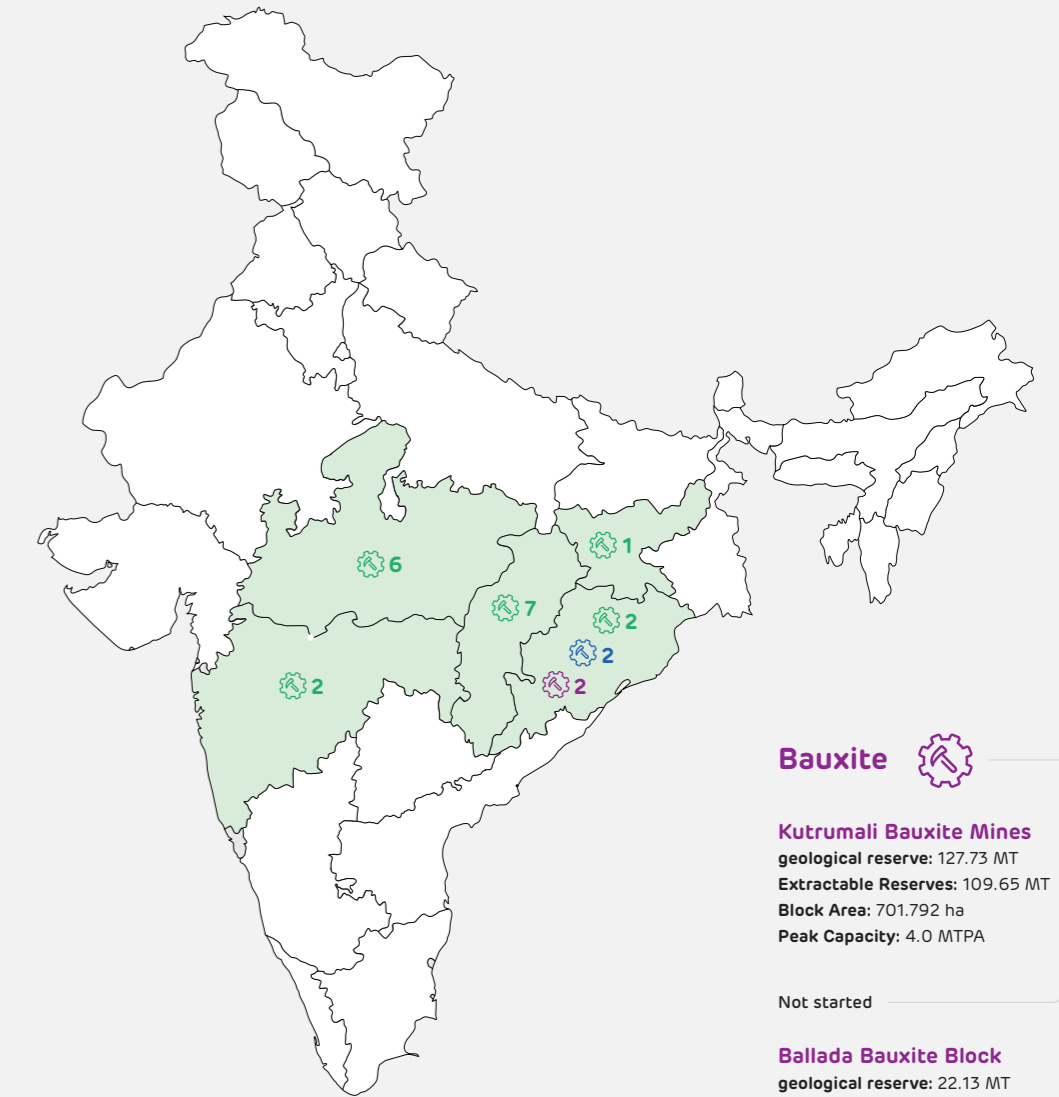 1
6
7
2
2
2
2
Bauxite
Kutrumali Bauxite Mines
geological reserve: 127.73 MT
Extractable Reserves: 109.65 MT
Block Area: 701.792 ha
Peak Capacity: 4.0 MTPA
Not started
Ballada Bauxite Block
geological reserve: 22.13 MT